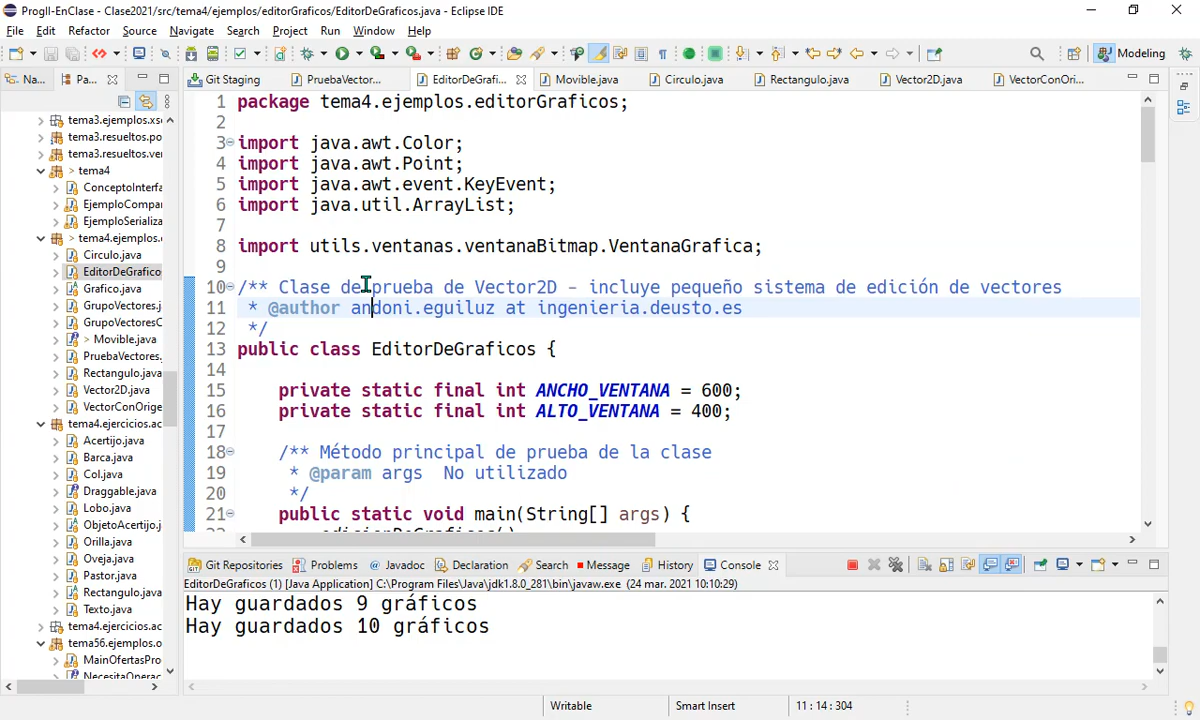 ProgII-EnClase - Clase2021/src/tema4/ejemplos/editorGraficos/EditorDeGraficos.java - Eclipse IDE
File Edit Refactor Source Navigate Search Project Run Window Help
Modeling
Na...
Pa...
Git Staging
PruebaVector...
EditorDeGrafi...
Movible.java
Circulo.java
Rectangulo.java
Vector2D.java
VectorConOri...
tema3.ejemplos.xs
tema3.resueltos.po
tema3.resueltos.ver
> tema4
ConceptoInterfa
EjemploCompar
EjemploSerializa
> tema4.ejemplos.
Circulo.java
EditorDeGrafico
Grafico.java
GrupoVectores.j
GrupoVectoresC
> Movible.java
PruebaVectores.
Rectangulo.java
Vector2D.java
VectorConOrige
tema4.ejercicios.ac
Acertijo.java
Barca.java
Col.java
Draggable.java
Lobo.java
ObjetoAcertijo.j
Orilla.java
Oveja.java
Pastor.java
Rectangulo.java
Texto.java
tema4.ejercicios.ac
tema56.ejemplos.o
MainOfertasPro
NecesitaOperac
1 package tema4.ejemplos.editorGraficos;
2
3 import java.awt.Color;
4 import java.awt.Point;
5 import java.awt.event.KeyEvent;
6 import java.util.ArrayList;
7
8 import utils.ventanas.ventanaBitmap.VentanaGrafica;
9
10 /** Clase de prueba de Vector2D - incluye pequeño sistema de edición de vectores
11 * @author andoni.eguiluz at ingenieria.deusto.es
12 */
13 public class EditorDeGraficos {
14
15 private static final int ANCHO_VENTANA = 600;
16 private static final int ALTO_VENTANA = 400;
17
18 /** Método principal de prueba de la clase
19 * @param args No utilizado
20 */
21 public static void main(String[] args) {
Git Repositories Problems Javadoc Declaration Search Message History Console
EditorDeGraficos (1) [Java Application] C:\Program Files\Java\jdk1.8.0_281\bin\javaw.exe (24 mar. 2021 10:10:29)
Hay guardados 9 gráficos
Hay guardados 10 gráficos
Writable
Smart Insert
11 : 14 : 304